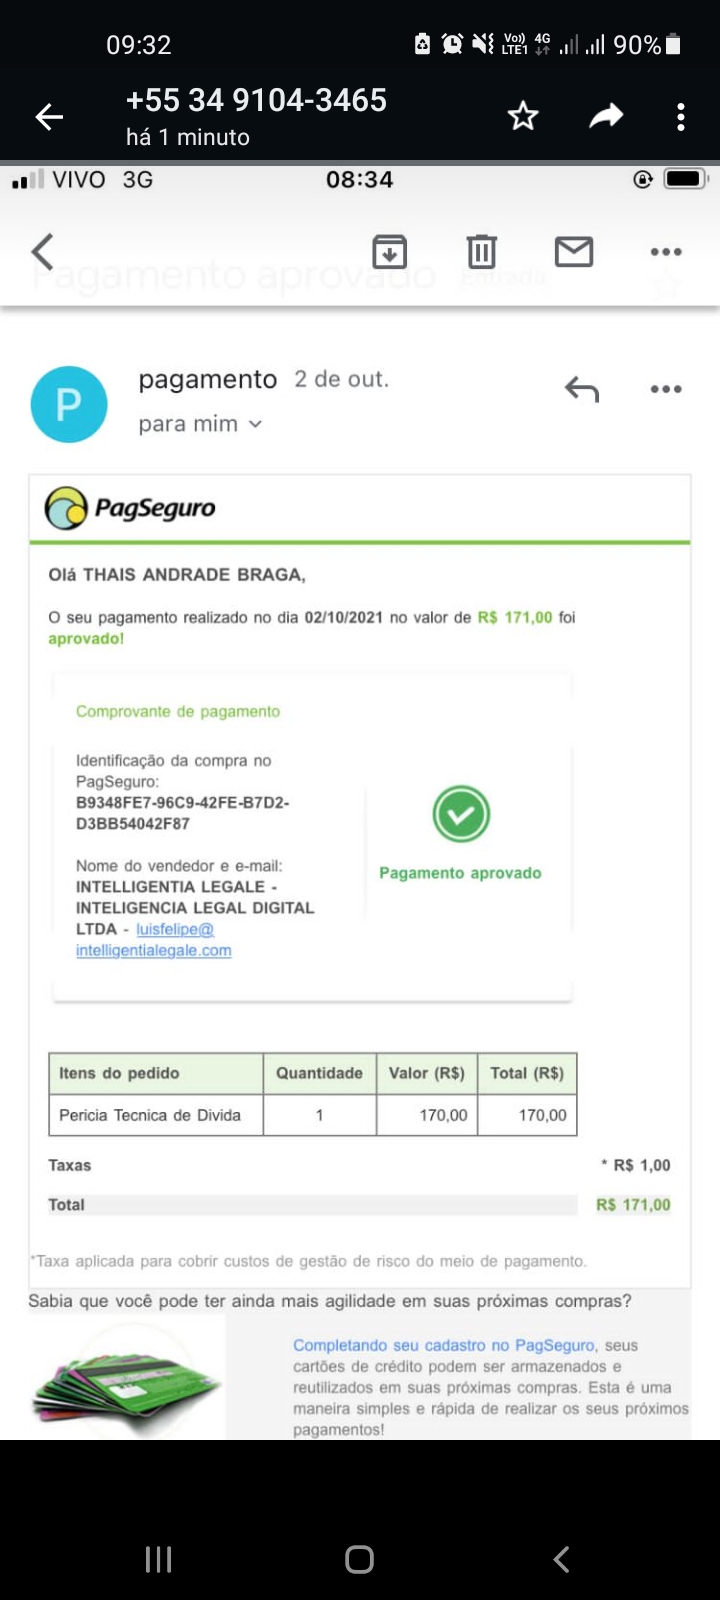 09:32 Vo)) LTE1 4G 90%
+55 34 9104-3465
há 1 minuto
VIVO 3G 08:34
Pagamento aprovado Entrada
P
pagamento 2 de out.
para mim
PagSeguro
Olá THAIS ANDRADE BRAGA,
O seu pagamento realizado no dia 02/10/2021 no valor de R$ 171,00 foi
aprovado!
Comprovante de pagamento
Identificação da compra no
PagSeguro:
B9348FE7-96C9-42FE-B7D2-
D3BB54042F87
Nome do vendedor e e-mail:
INTELLIGENTIA LEGALE -
INTELIGENCIA LEGAL DIGITAL
LTDA - luisfelipe@
intelligentialegale.com
Pagamento aprovado
Itens do pedido Quantidade Valor (R$) Total (R$)
Pericia Tecnica de Divida 1 170,00 170,00
Taxas * R$ 1,00
Total R$ 171,00
*Taxa aplicada para cobrir custos de gestão de risco do meio de pagamento.
Sabia que você pode ter ainda mais agilidade em suas próximas compras?
Completando seu cadastro no PagSeguro, seus
cartões de crédito podem ser armazenados e
reutilizados em suas próximas compras. Esta é uma
maneira simples e rápida de realizar os seus próximos
pagamentos!